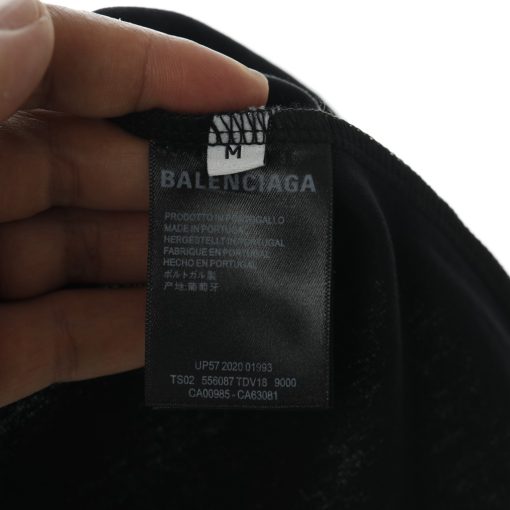 M
BALENCIAGA
PRODOTTO IN PORTOGALLO
MADE IN PORTUGAL
HERGESTELLT IN PORTUGAL
FABRIQUE EN PORTUGAL
HECHO EN PORTUGAL
ポルトガル製
产地:葡萄牙
UP57 2020 01993
TS02 556087 TDV18 9000
CA00985 - CA63081